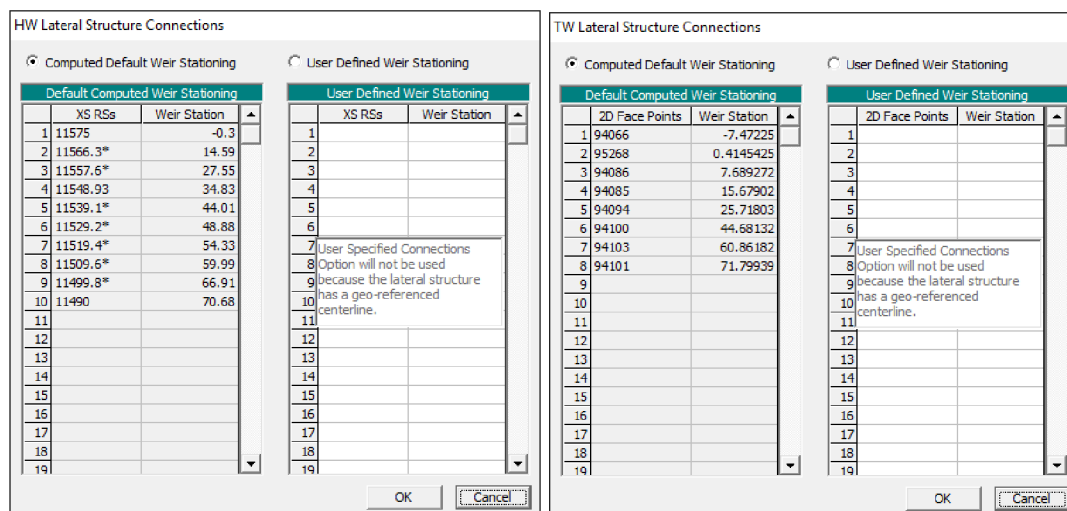 HW Lateral Structure Connections
Computed Default Weir Stationing
User Defined Weir Stationing
Default Computed Weir Stationing
XS RSs Weir Station
1 11575 -0.3
2 11566.3* 14.59
3 11557.6* 27.55
4 11548.93 34.83
5 11539.1* 44.01
6 11529.2* 48.88
7 11519.4* 54.33
8 11509.6* 59.99
9 11499.8* 66.91
10 11490 70.68
11
12
13
14
15
16
17
18
19
User Defined Weir Stationing
XS RSs Weir Station
1
2
3
4
5
6
7 User Specified Connections
8 Option will not be used
9 because the lateral structure
10 has a geo-referenced
11 centerline.
12
13
14
15
16
17
18
19
OK Cancel
TW Lateral Structure Connections
Computed Default Weir Stationing
User Defined Weir Stationing
Default Computed Weir Stationing
2D Face Points Weir Station
1 94066 -7.47225
2 95268 0.4145425
3 94086 7.689272
4 94085 15.67902
5 94094 25.71803
6 94100 44.68132
7 94103 60.86182
8 94101 71.79939
9
10
11
12
13
14
15
16
17
18
19
User Defined Weir Stationing
2D Face Points Weir Station
1
2
3
4
5
6
7 User Specified Connections
8 Option will not be used
9 because the lateral structure
10 has a geo-referenced
11 centerline.
12
13
14
15
16
17
18
19
OK Cancel